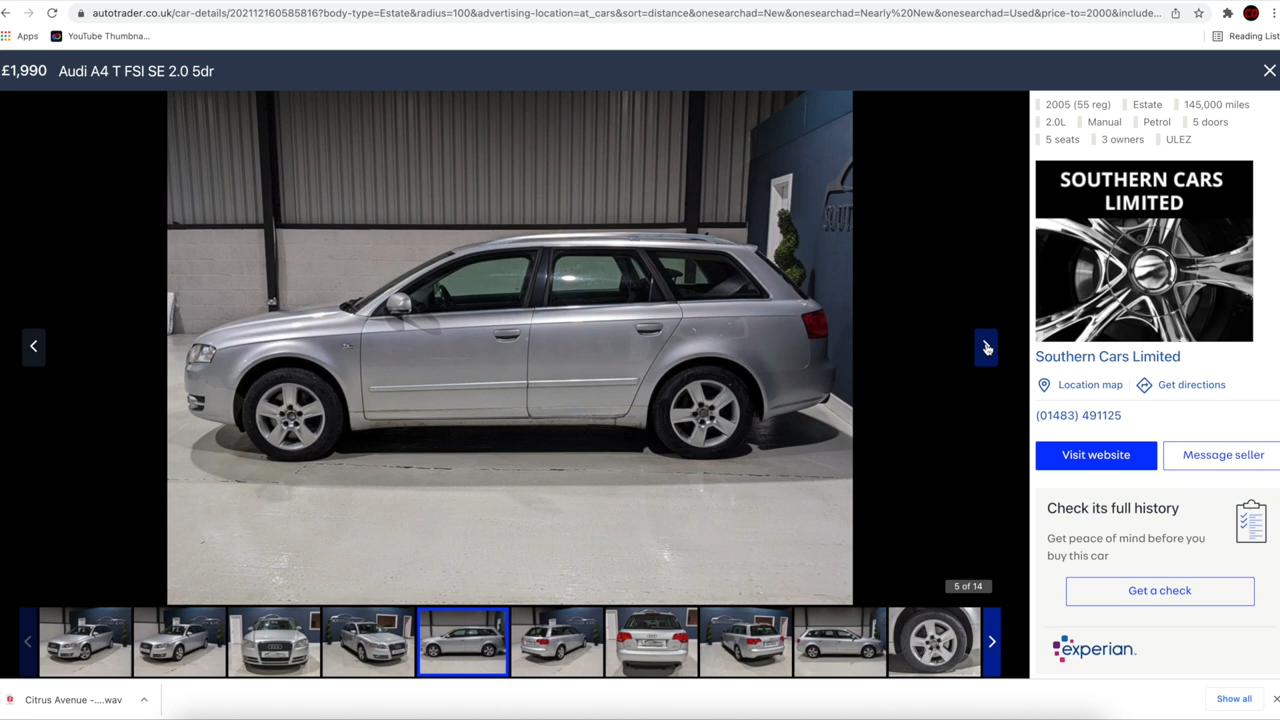 autotrader.co.uk/car-details/202112160585816?body-type=Estate&radius=100&advertising-location=at_cars&sort=distance&onesearchad=New&onesearchad=Nearly%20New&onesearchad=Used&price-to=2000&include...
Apps YouTube Thumbna... Reading List
£1,990 Audi A4 T FSI SE 2.0 5dr
2005 (55 reg) Estate 145,000 miles
2.0L Manual Petrol 5 doors
5 seats 3 owners ULEZ
SOUTHERN CARS
LIMITED
SOUT
Southern Cars Limited
Location map Get directions
(01483) 491125
Visit website Message seller
Check its full history
Get peace of mind before you
buy this car
5 of 14
Get a check
experian.
Citrus Avenue -....wav Show all